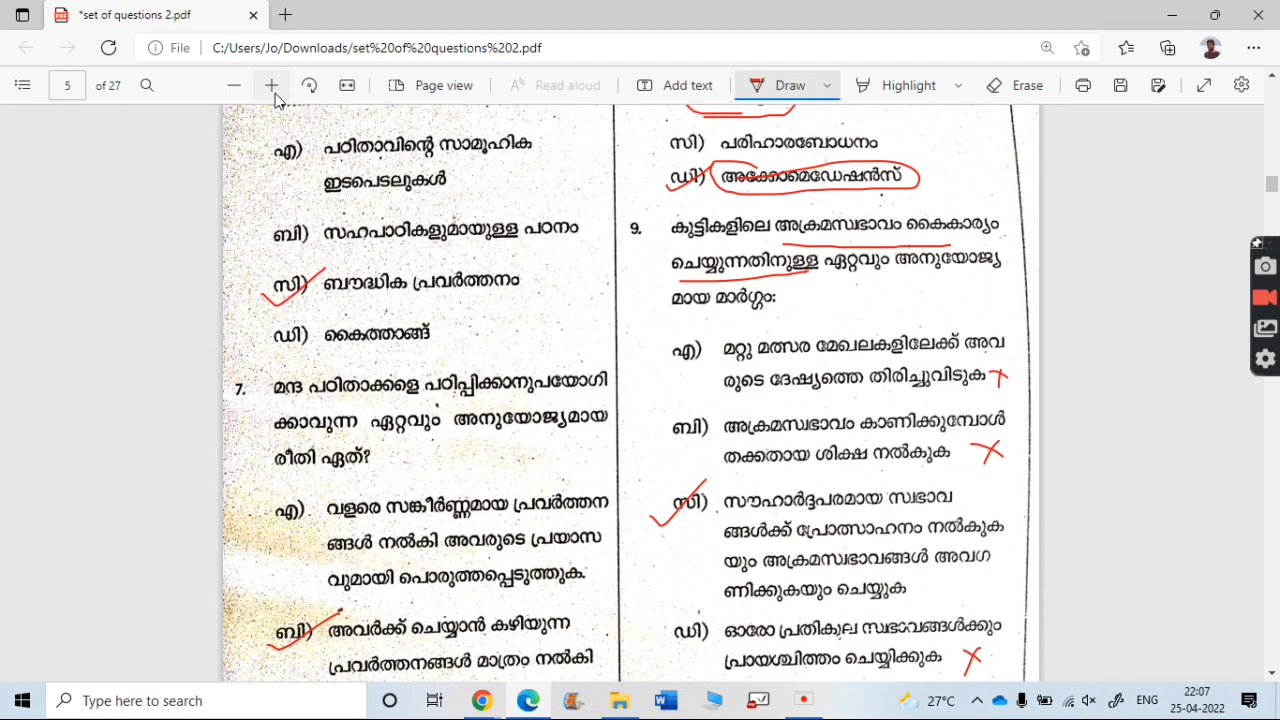 *set of questions 2.pdf
File
C:/Users/Jo/Downloads/set%20of%20questions%202.pdf
5 of 27
Page view
Read aloud
Add text
Draw
Highlight
Erase
എ) പഠിതാവിന്റെ സാമൂഹിക
ഇടപെടലുകൾ
ബി) സഹപാഠികളുമായുള്ള പഠനം
സി) ബൗദ്ധിക പ്രവർത്തനം
ഡി) കൈത്താങ്ങ്
7. മന്ദ പഠിതാക്കളെ പഠിപ്പിക്കാനുപയോഗി
ക്കാവുന്ന ഏറ്റവും അനുയോജ്യമായ
രീതി ഏത്?
എ). വളരെ സങ്കീർണ്ണമായ പ്രവർത്തന
ങ്ങൾ നൽകി അവരുടെ പ്രയാസ
വുമായി പൊരുത്തപ്പെടുത്തുക.
ബി) അവർക്ക് ചെയ്യാൻ കഴിയുന്ന
പ്രവർത്തനങ്ങൾ മാത്രം നൽകി
സി) പരിഹാരബോധനം
ഡി) അക്കോമെഡേഷൻസ്
9. കുട്ടികളിലെ അക്രമസ്വഭാവം കൈകാര്യം
ചെയ്യുന്നതിനുള്ള ഏറ്റവും അനുയോജ്യ
മായ മാർഗ്ഗം:
എ) മറ്റു മത്സര മേഖലകളിലേക്ക് അവ
രുടെ ദേഷ്യത്തെ തിരിച്ചുവിടുക
ബി) അക്രമസ്വഭാവം കാണിക്കുമ്പോൾ
തക്കതായ ശിക്ഷ നൽകുക
സി) സൗഹാർദ്ദപരമായ സ്വഭാവ
ങ്ങൾക്ക് പ്രോത്സാഹനം നൽകുക
യും അക്രമസ്വഭാവങ്ങൾ അവഗ
ണിക്കുകയും ചെയ്യുക
ഡി) ഓരോ പ്രതികൂല സ്വഭാവങ്ങൾക്കും
പ്രായശ്ചിത്തം ചെയ്യിക്കുക
Type here to search
27°C
ENG
22:07
25-04-2022